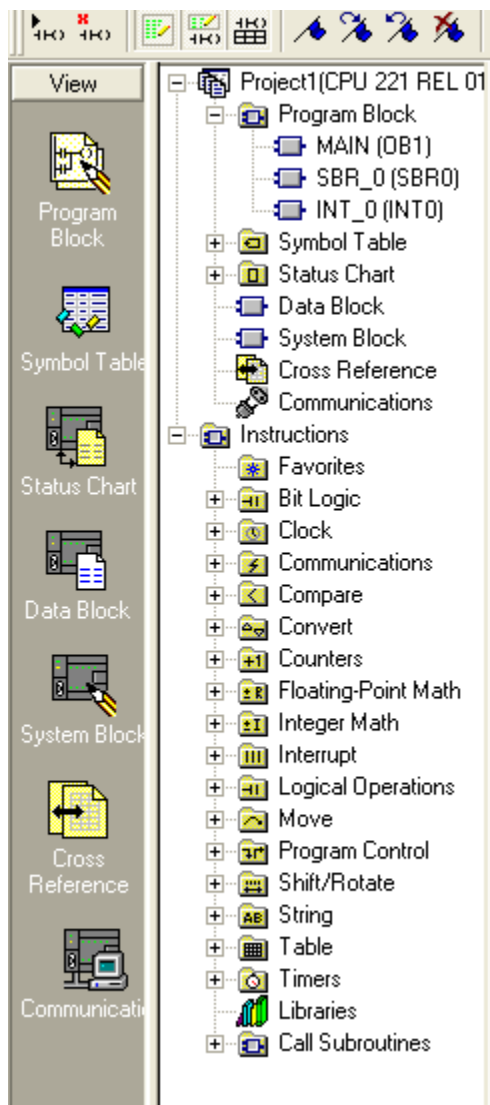 View
Program
Block
Symbol Table
Status Chart
Data Block
System Block
Cross
Reference
Communicati
Project1(CPU 221 REL 01
Program Block
MAIN (OB1)
SBR_0 (SBR0)
INT_0 (INT0)
Symbol Table
Status Chart
Data Block
System Block
Cross Reference
Communications
Instructions
Favorites
Bit Logic
Clock
Communications
Compare
Convert
Counters
Floating-Point Math
Integer Math
Interrupt
Logical Operations
Move
Program Control
Shift/Rotate
String
Table
Timers
Libraries
Call Subroutines